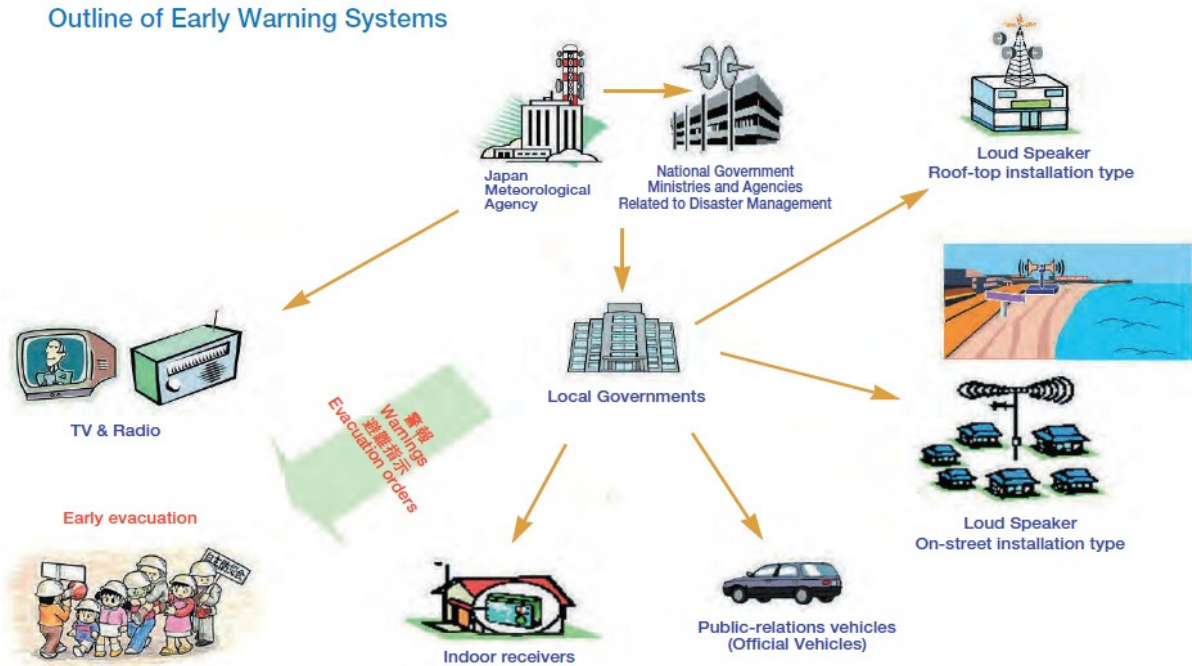 Outline of Early Warning Systems
Japan
Meteorological
Agency
National Government
Ministries and Agencies
Related to Disaster Management
Loud Speaker
Roof-top installation type
TV & Radio
Local Governments
警報
Warnings
避難指示
Evacuation orders
Loud Speaker
On-street installation type
Early evacuation
Indoor receivers
Public-relations vehicles
(Official Vehicles)